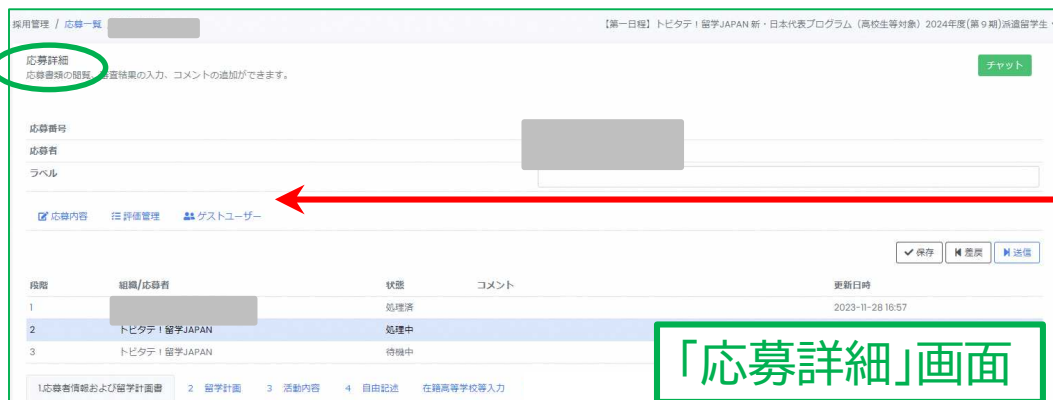 採用管理 / 応募一覧
【第一日程】トビタテ！留学JAPAN 新・日本代表プログラム（高校生等対象）2024年度(第9期)派遣留学生・
応募詳細
応募書類の閲覧、審査結果の入力、コメントの追加ができます。
チャット
応募番号
応募者
ラベル
応募内容 評価管理 ゲストユーザー
保存 差戻 送信
段階 組織/応募者 状態 コメント 更新日時
1 処理済 2023-11-28 16:57
2 トビタテ！留学JAPAN 処理中
3 トビタテ！留学JAPAN 待機中
「応募詳細」画面
1.応募者情報および留学計画書 2 留学計画 3 活動内容 4 自由記述 在籍高等学校等入力